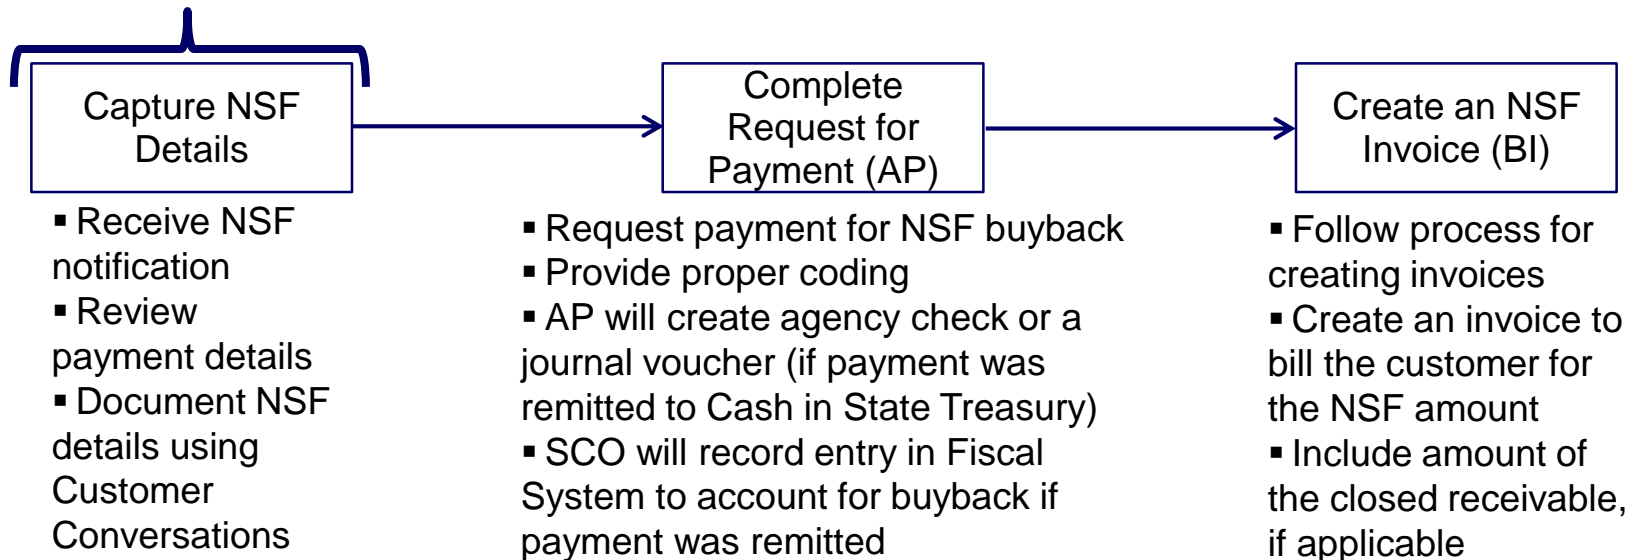 Capture NSF
Details
▪ Receive NSF
notification
▪ Review
payment details
▪ Document NSF
details using
Customer
Conversations
Complete
Request for
Payment (AP)
▪ Request payment for NSF buyback
▪ Provide proper coding
▪ AP will create agency check or a
journal voucher (if payment was
remitted to Cash in State Treasury)
▪ SCO will record entry in Fiscal
System to account for buyback if
payment was remitted
Create an NSF
Invoice (BI)
▪ Follow process for
creating invoices
▪ Create an invoice to
bill the customer for
the NSF amount
▪ Include amount of
the closed receivable,
if applicable